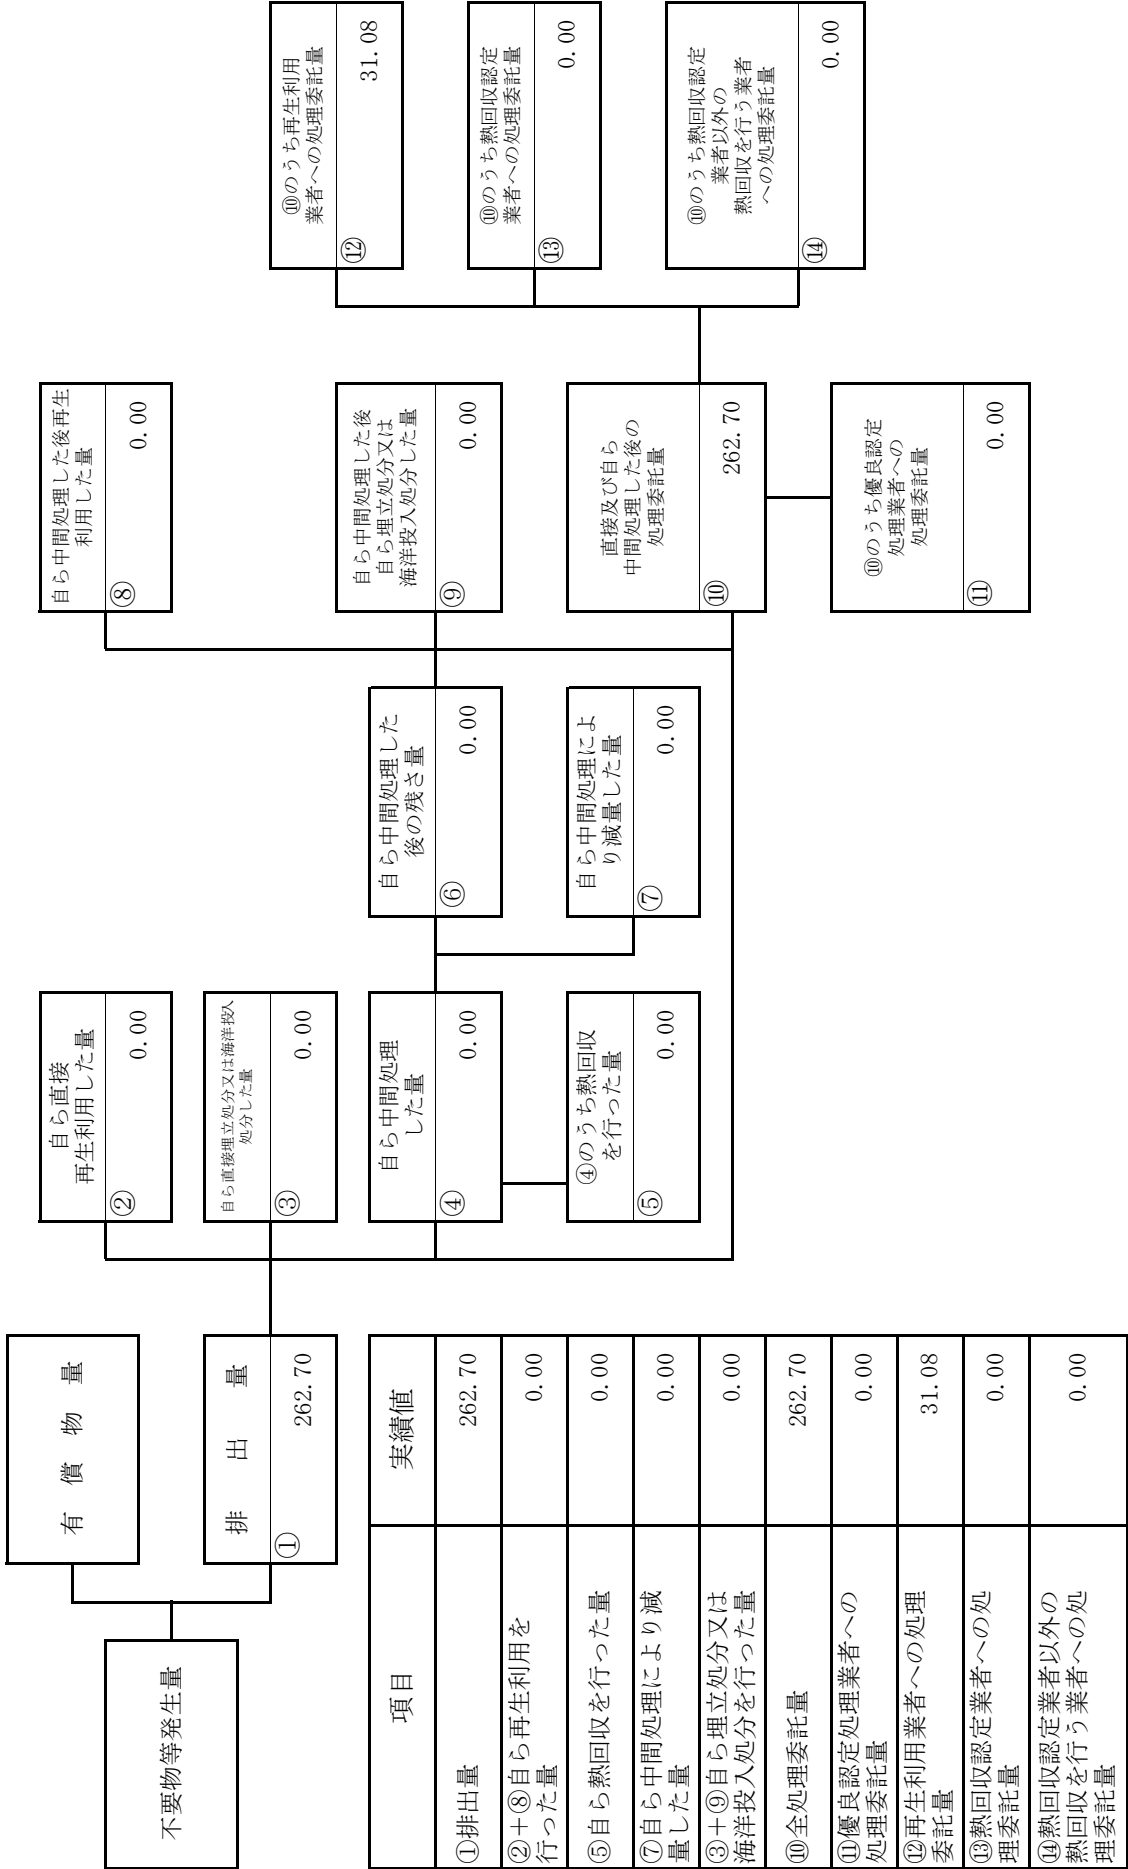 不要物等発生量
有償物量
排出量
①
262.70
自ら直接
再生利用した量
②
0.00
自ら直接埋立処分又は海洋投入
処分した量
③
0.00
自ら中間処理
した量
④
0.00
④のうち熱回収
を行った量
⑤
0.00
自ら中間処理した
後の残さ量
⑥
0.00
自ら中間処理によ
り減量した量
⑦
0.00
自ら中間処理した後再生
利用した量
⑧
0.00
自ら中間処理した後
自ら埋立処分又は
海洋投入処分した量
⑨
0.00
直接及び自ら
中間処理した後の
処理委託量
⑩
262.70
⑩のうち優良認定
処理業者への
処理委託量
⑪
0.00
⑩のうち再生利用
業者への処理委託量
⑫
31.08
⑩のうち熱回収認定
業者への処理委託量
⑬
0.00
⑩のうち熱回収認定
業者以外の
熱回収を行う業者
への処理委託量
⑭
0.00
項目 実績値
①排出量 262.70
②+⑧自ら再生利用を
行った量 0.00
⑤自ら熱回収を行った量 0.00
⑦自ら中間処理により減
量した量 0.00
③+⑨自ら埋立処分又は
海洋投入処分を行った量 0.00
⑩全処理委託量 262.70
⑪優良認定処理業者への
処理委託量 0.00
⑫再生利用業者への処理
委託量 31.08
⑬熱回収認定業者への処
理委託量 0.00
⑭熱回収認定業者以外の
熱回収を行う業者への処
理委託量 0.00